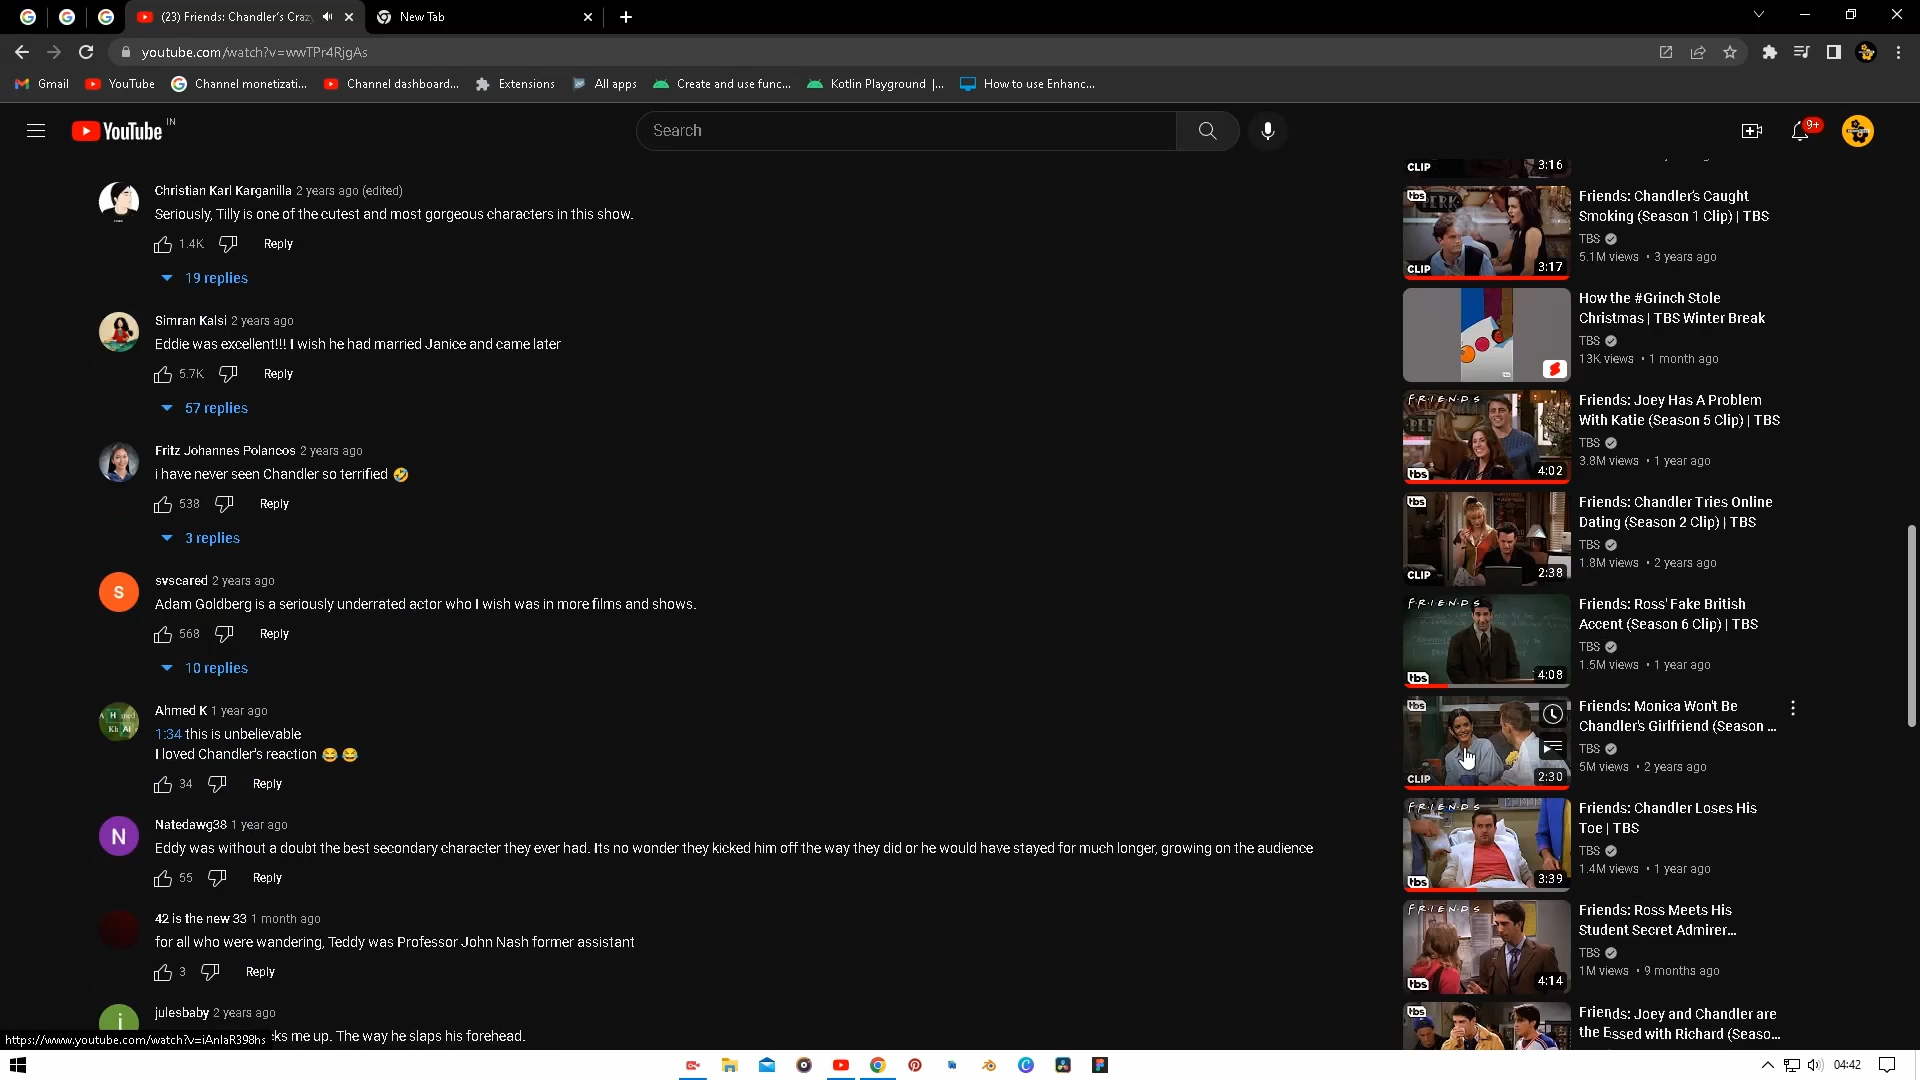 (23) Friends: Chandler's Crazy
New Tab
youtube.com/watch?v=wwTPr4RjgAs
Gmail
YouTube
Channel monetizati...
Channel dashboard...
Extensions
All apps
Create and use func...
Kotlin Playground |...
How to use Enhanc...
YouTube IN
Search
9+
Christian Karl Karganilla 2 years ago (edited)
Seriously, Tilly is one of the cutest and most gorgeous characters in this show.
1.4K Reply
19 replies
Simran Kalsi 2 years ago
Eddie was excellent!!! I wish he had married Janice and came later
5.7K Reply
57 replies
Fritz Johannes Polancos 2 years ago
i have never seen Chandler so terrified 🤣
538 Reply
3 replies
S
svscared 2 years ago
Adam Goldberg is a seriously underrated actor who I wish was in more films and shows.
568 Reply
10 replies
Ahmed K 1 year ago
1:34 this is unbelievable
I loved Chandler's reaction 😂 😂
34 Reply
N
Natedawg38 1 year ago
Eddy was without a doubt the best secondary character they ever had. Its no wonder they kicked him off the way they did or he would have stayed for much longer, growing on the audience
55 Reply
42 is the new 33 1 month ago
for all who were wandering, Teddy was Professor John Nash former assistant
3 Reply
j
julesbaby 2 years ago
ks me up. The way he slaps his forehead.
https://www.youtube.com/watch?v=iAnlaR398hs
CLIP 3:16
tbs
CLIP
3:17
Friends: Chandler's Caught
Smoking (Season 1 Clip) | TBS
TBS
5.1M views • 3 years ago
How the #Grinch Stole
Christmas | TBS Winter Break
TBS
13K views • 1 month ago
FRIENDS
tbs
4:02
Friends: Joey Has A Problem
With Katie (Season 5 Clip) | TBS
TBS
3.8M views • 1 year ago
tbs
CLIP
2:38
Friends: Chandler Tries Online
Dating (Season 2 Clip) | TBS
TBS
1.8M views • 2 years ago
FRIENDS
tbs
4:08
Friends: Ross' Fake British
Accent (Season 6 Clip) | TBS
TBS
1.5M views • 1 year ago
tbs
CLIP
2:30
Friends: Monica Won't Be
Chandler's Girlfriend (Season ...
TBS
5M views • 2 years ago
FRIENDS
tbs
3:39
Friends: Chandler Loses His
Toe | TBS
TBS
1.4M views • 1 year ago
FRIENDS
tbs
4:14
Friends: Ross Meets His
Student Secret Admirer...
TBS
1M views • 9 months ago
FRIENDS
Friends: Joey and Chandler are
the Essed with Richard (Seaso...
04:42